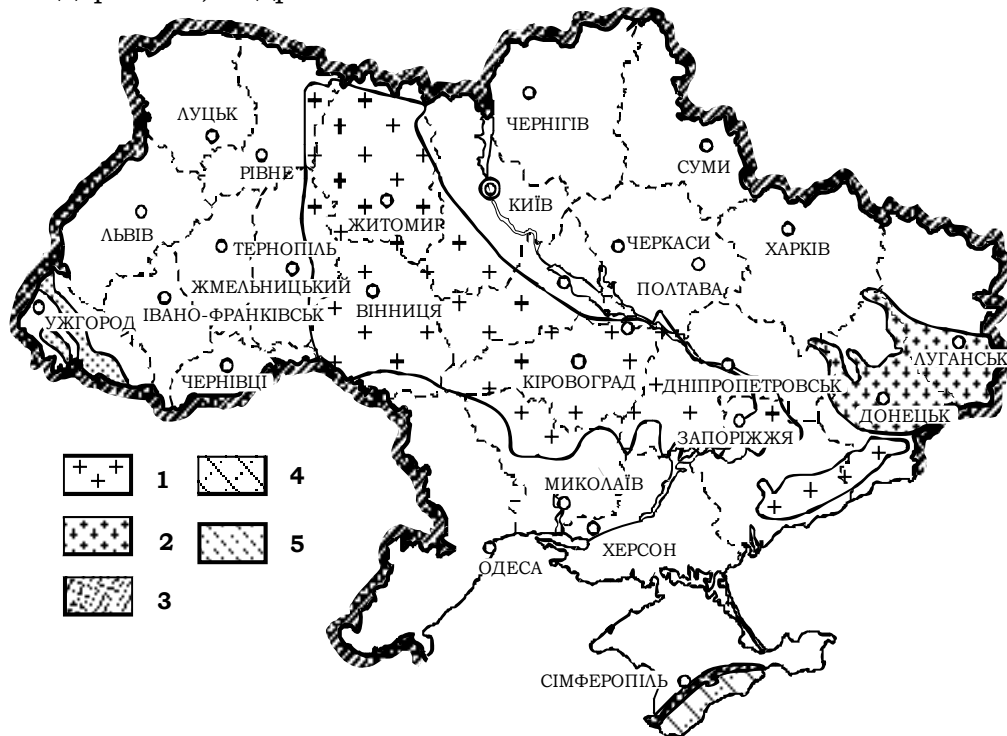 ЛУЦЬК
РІВНЕ
ЧЕРНІГІВ
СУМИ
КИЇВ
ЖИТОМИР
ЛЬВІВ
ТЕРНОПІЛЬ
ЧЕРКАСИ
ХАРКІВ
ЖМЕЛЬНИЦЬКИЙ
ПОЛТАВА
УЖГОРОД
ІВАНО-ФРАНКІВСЬК
ВІННИЦЯ
ЛУГАНСЬК
ЧЕРНІВЦІ
КІРОВОГРАД
ДНІПРОПЕТРОВСЬК
ДОНЕЦЬК
ЗАПОРІЖЖЯ
1
4
МИКОЛАЇВ
2
5
ХЕРСОН
ОДЕСА
3
СІМФЕРОПІЛЬ